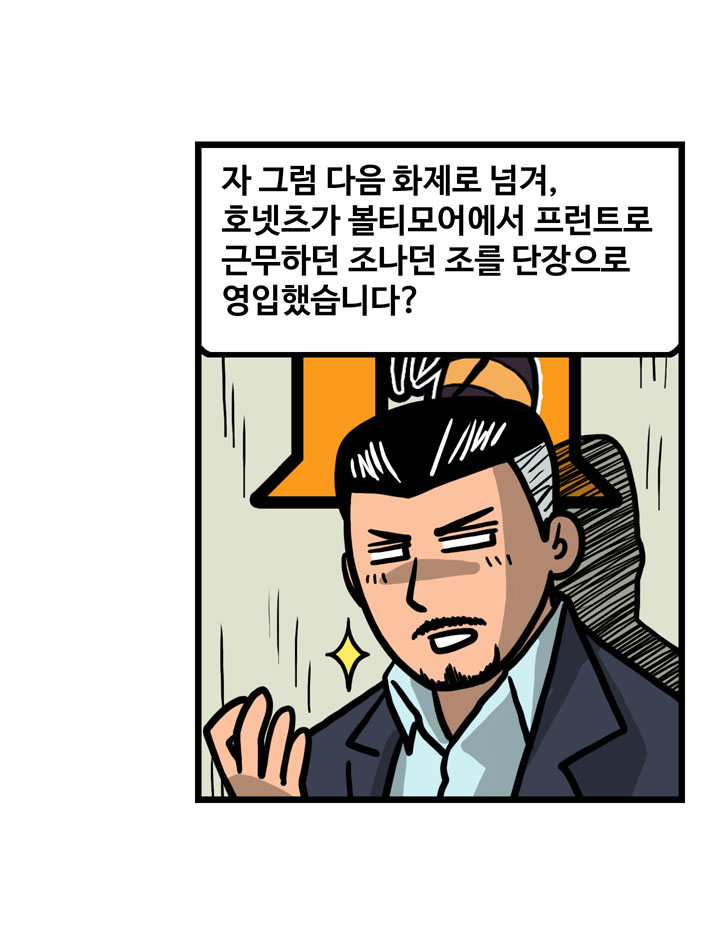 자 그럼 다음 화제로 넘겨,
호넷츠가 볼티모어에서 프런트로
근무하던 조나던 조를 단장으로
영입했습니다?